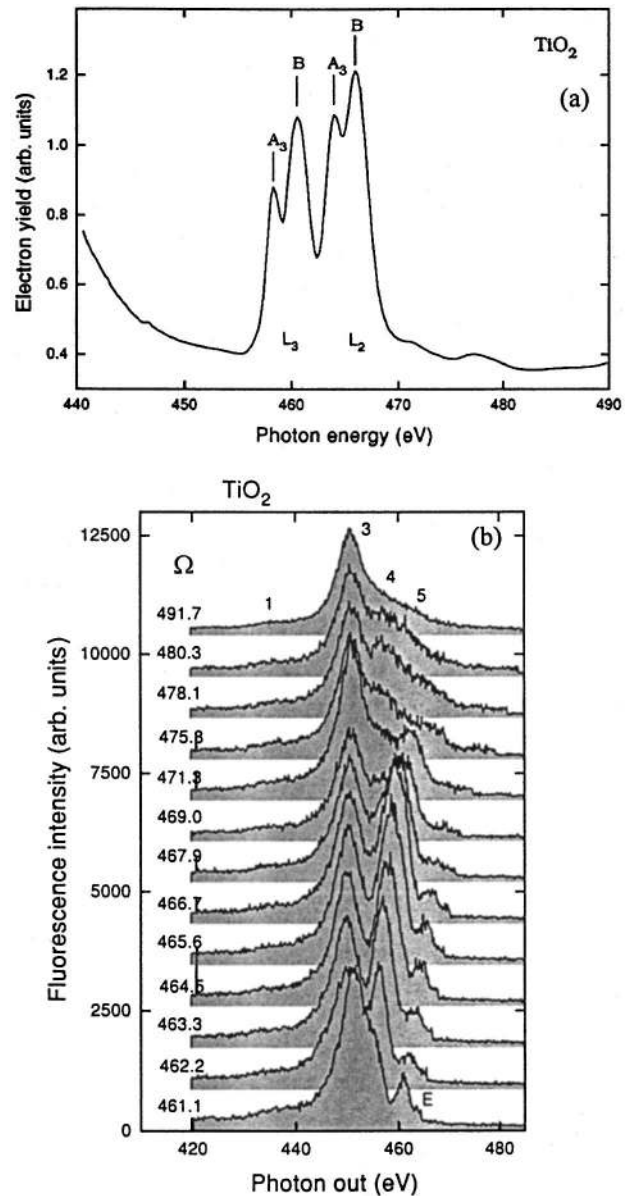 B
B
A₃
TiO₂
1.2
A₃
(a)
1.0
0.8
0.6
0.4
L₃
L₂
Electron yield (arb. units)
440
450
460
470
480
490
Photon energy (eV)
TiO₂
12500
3
(b)
Ω
4
5
1
491.7
10000
480.3
478.1
475.3
7500
471.3
469.0
467.9
5000
466.7
465.6
464.5
2500
463.3
462.2
461.1
E
0
Fluorescence intensity (arb. units)
420
440
460
480
Photon out (eV)